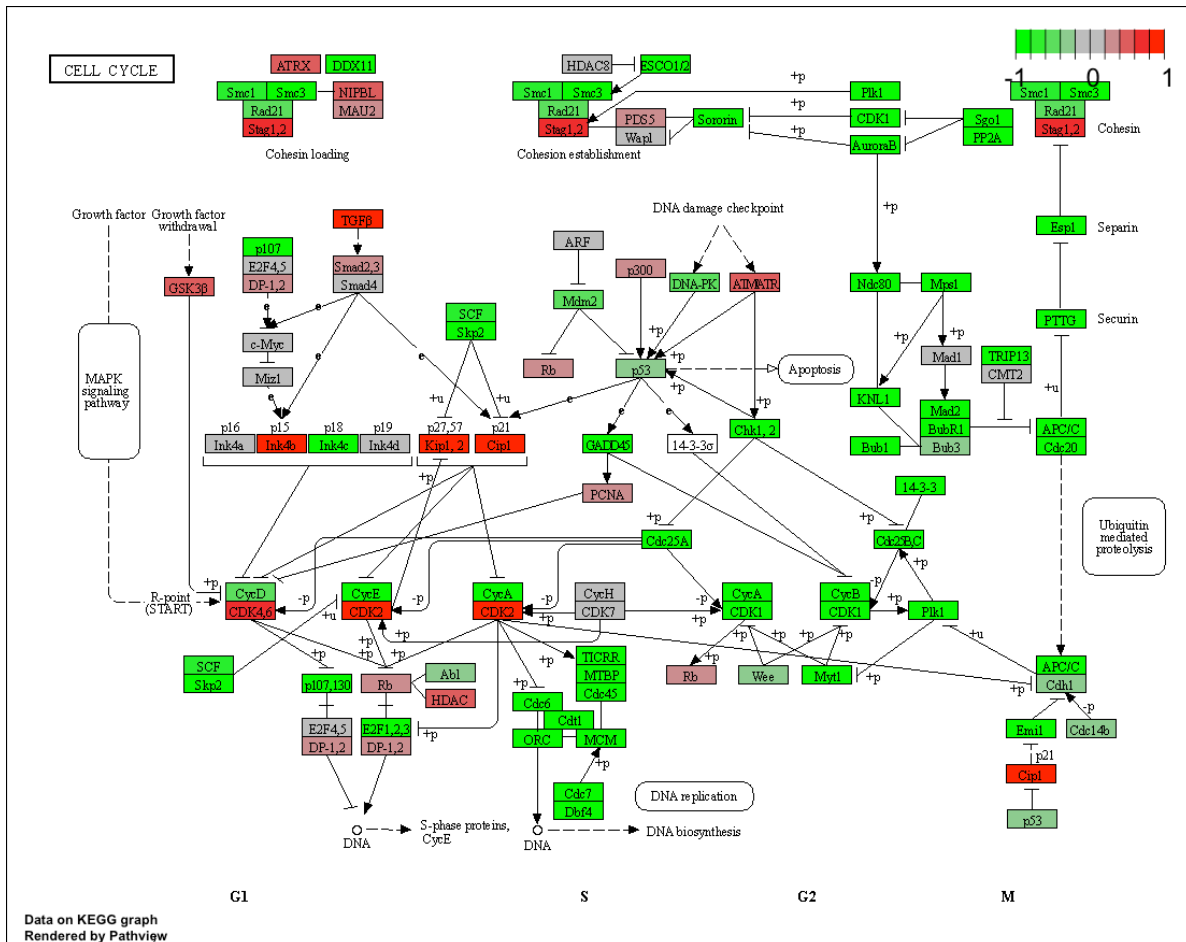 CELL CYCLE
-1 0 1
ATRX DDX11
Smc1 Smc3 NIPBL
Rad21 MAU2
Stag1,2
Cohesin loading
HDAC8 ESCO1/2
Smc1 Smc3
Rad21
Stag1,2 PDS5 Sororin
Wapl
Cohesion establishment
+p
Plk1
+p
CDK1
+p
AuroraB
Sgo1
PP2A
Smc1 Smc3
Rad21
Stag1,2
Cohesin
+p
Growth factor
Growth factor
withdrawal
GSK3β
MAPK
signaling
pathway
R-point
(START)
TGFβ
p107
E2F4,5
DP-1,2
Smad2,3
Smad4
e
e
c-Myc
Miz1
e
e
e
SCF
Skp2
+u
+u
DNA damage checkpoint
ARF
p300
DNA-PK
ATM/ATR
Mdm2
Rb
+p
+p
+p
+p
p53
Apoptosis
+p
e
e
Chk1, 2
GADD45
14-3-3σ
PCNA
Esp1
Separin
Ndc80
Mps1
+p
+p
PTTG
Securin
Mad1
TRIP13
CMT2
+u
KNL1
Mad2
BubR1
Bub3
Bub1
APC/C
Cdc20
p16
Ink4a
p15
Ink4b
p18
Ink4c
p19
Ink4d
p27,57
Kip1, 2
p21
Cip1
+p
14-3-3
+p
Cdc25A
+p
Cdc25B,C
Ubiquitin
mediated
proteolysis
+p
CycD
CDK4,6
-p
CycE
CDK2
-p
CycA
CDK2
-p
+p
CycH
CDK7
-p
+p
CycA
CDK1
CycB
CDK1
-p
+p
+p
Plk1
+u
+p
+p
+p
+p
+p
+p
+p
+p
SCF
Skp2
p107,130
Rb
Abl
HDAC
TICRR
MTBP
Cdc45
Rb
Wee
Myt1
+p
+p
APC/C
Cdh1
-p
E2F4,5
DP-1,2
E2F1,2,3
DP-1,2
+p
Cdc6
Cdt1
ORC
MCM
+p
Cdc7
Dbf4
Emi1
Cdc14b
p21
Cip1
p53
DNA replication
DNA
S-phase proteins,
CycE
DNA
DNA biosynthesis
G1 S G2 M
Data on KEGG graph
Rendered by Pathview